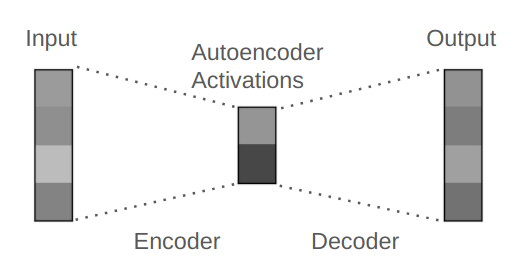 Input
Autoencoder
Activations
Output
Encoder
Decoder